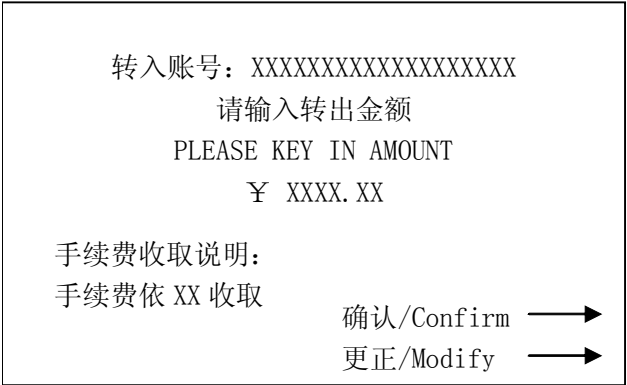 转入账号：XXXXXXXXXXXXXXXXXXX
请输入转出金额
PLEASE KEY IN AMOUNT
￥ XXXX.XX
手续费收取说明：
手续费依 XX 收取
确认/Confirm
更正/Modify